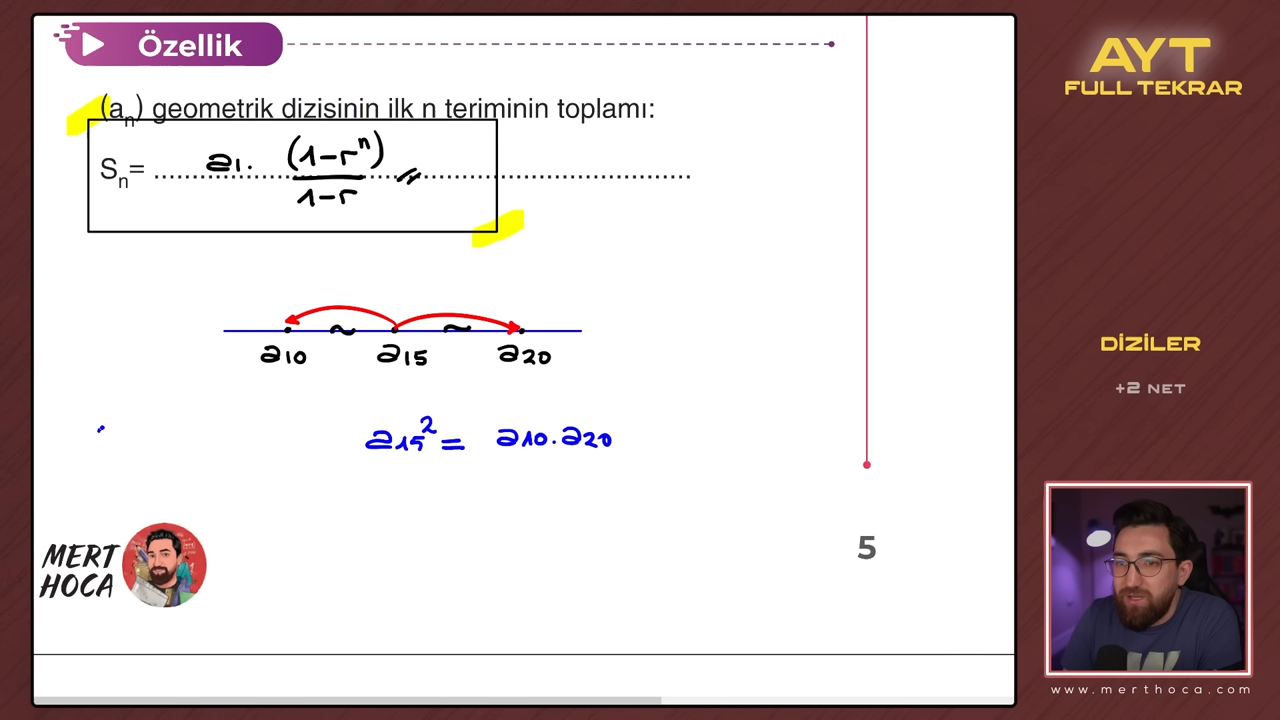 Özellik
(aₙ) geometrik dizisinin ilk n teriminin toplamı:
Sₙ= ........ a₁. (1-rⁿ)/(1-r) ........
a₁₀ ~ a₁₅ ~ a₂₀
a₁₅² = a₁₀.a₂₀
5
MERT
HOCA
AYT
FULL TEKRAR
DİZİLER
+2 NET
www.merthoca.com